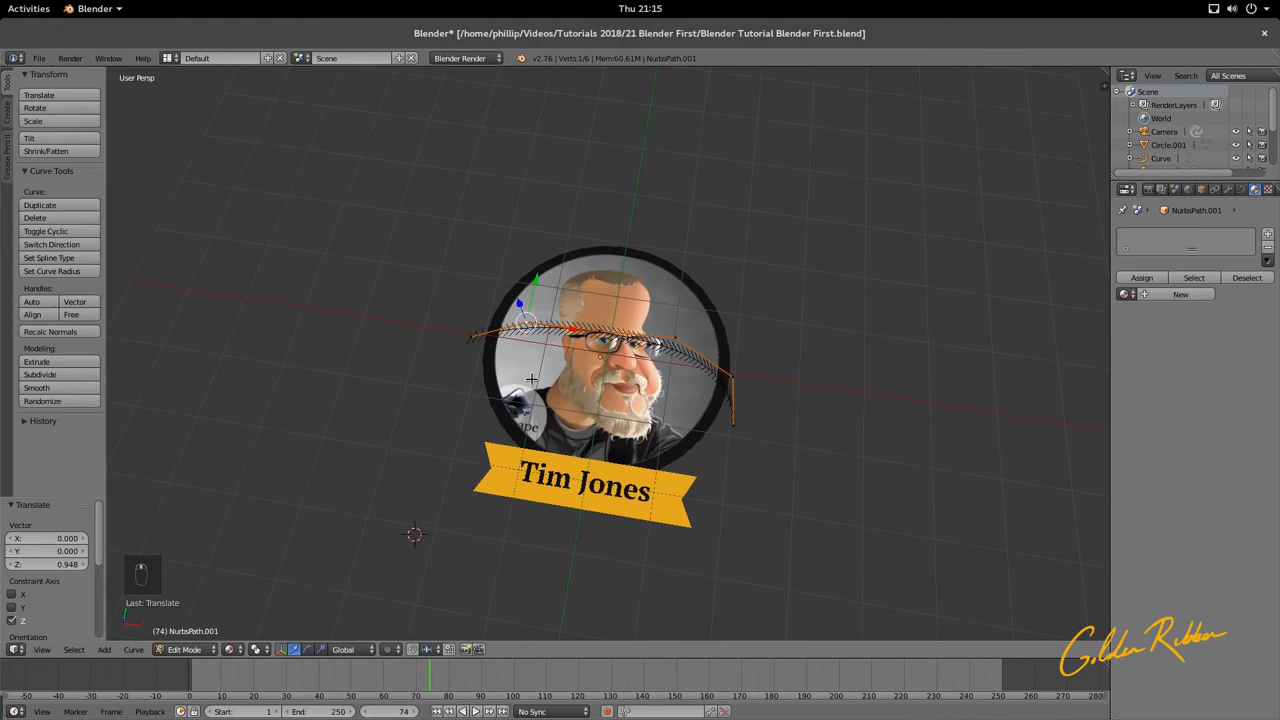 Activities Blender Thu 21:15
Blender* [/home/phillip/Videos/Tutorials 2018/21 Blender First/Blender Tutorial Blender First.blend]
File Render Window Help Default Scene Blender Render v2.76 | Verts:1/6 | Mem:60.61M | NurbsPath.001
Transform
Translate
Rotate
Scale
Tilt
Shrink/Fatten
Curve Tools
Curve:
Duplicate
Delete
Toggle Cyclic
Switch Direction
Set Spline Type
Set Curve Radius
Handles:
Auto Vector
Align Free
Recalc Normals
Modeling:
Extrude
Subdivide
Smooth
Randomize
History
Translate
Vector
X: 0.000
Y: 0.000
Z: 0.948
Constraint Axis
X
Y
Z
Orientation
Tools
Create
Grease Pencil
User Persp
ape
Tim Jones
Last: Translate
(74) NurbsPath.001
View Search All Scenes
Scene
RenderLayers
World
Camera
Circle.001
Curve
NurbsPath.001
Assign Select Deselect
New
Golden Ribbon
View Select Add Curve Edit Mode Global
-50 -40 -30 -20 -10 0 10 20 30 40 50 60 70 80 90 100 110 120 130 140 150 160 170 180 190 200 210 220 230 240 250 260 270 280
View Marker Frame Playback Start: 1 End: 250 74 No Sync